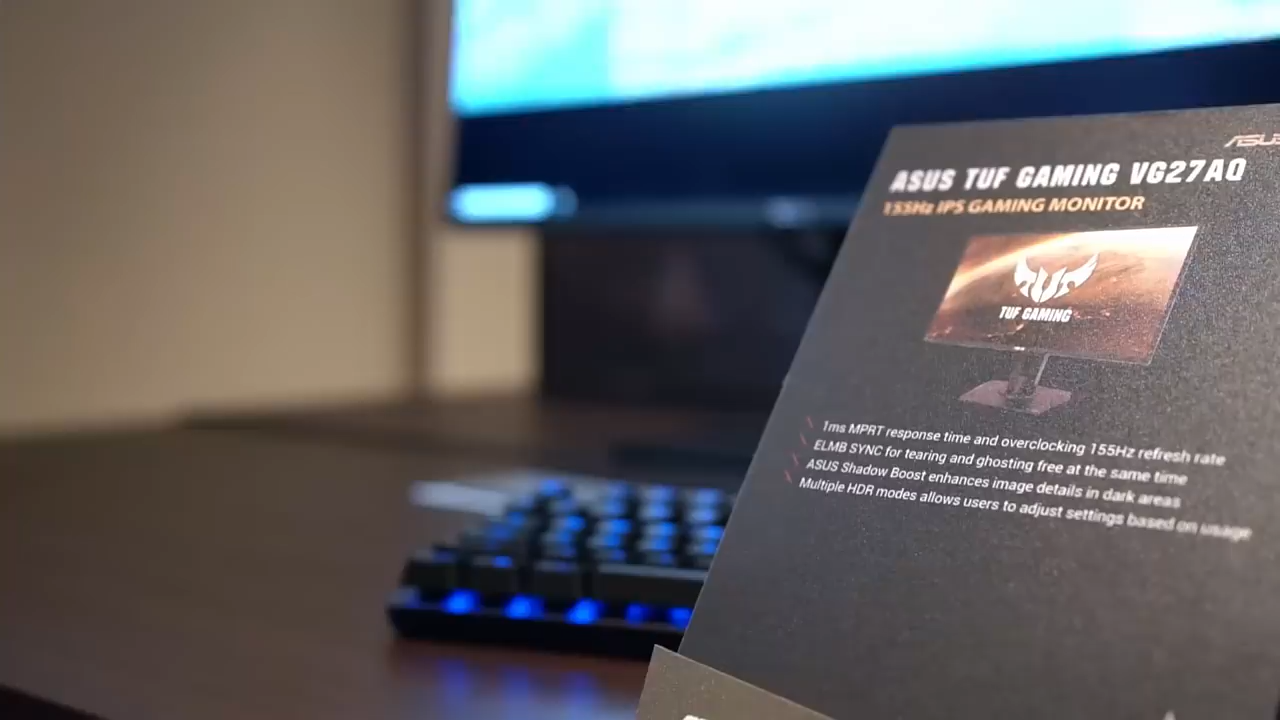 ASUS
ASUS TUF GAMING VG27AQ
155Hz IPS GAMING MONITOR
TUF GAMING
1ms MPRT response time and overclocking 155Hz refresh rate
ELMB SYNC for tearing and ghosting free at the same time
ASUS Shadow Boost enhances image details in dark areas
Multiple HDR modes allows users to adjust settings based on usage